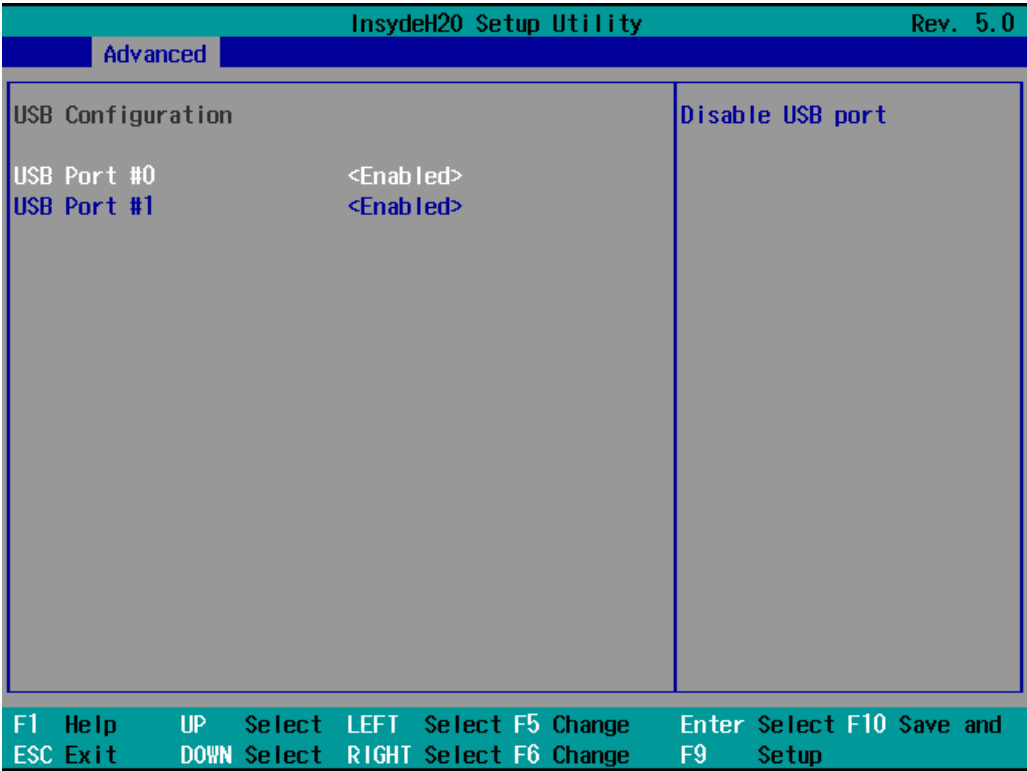 InsydeH20 Setup Utility Rev. 5.0
Advanced
USB Configuration
Disable USB port
USB Port #0 <Enabled>
USB Port #1 <Enabled>
F1 Help UP Select LEFT Select F5 Change Enter Select F10 Save and
ESC Exit DOWN Select RIGHT Select F6 Change F9 Setup